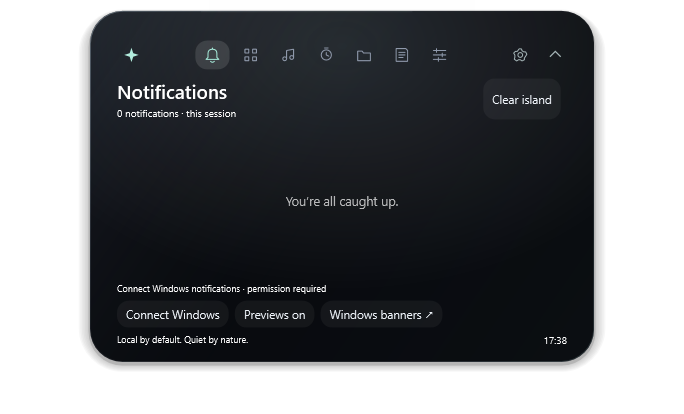 Notifications
0 notifications · this session
Clear island
You're all caught up.
Connect Windows notifications · permission required
Connect Windows
Previews on
Windows banners ↗
Local by default. Quiet by nature.
17:38